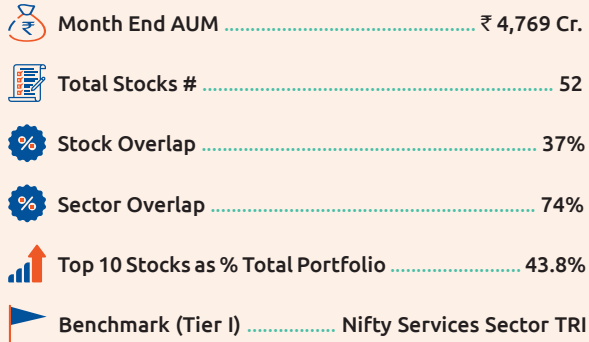 Month End AUM ₹ 4,769 Cr.
Total Stocks # 52
Stock Overlap 37%
Sector Overlap 74%
Top 10 Stocks as % Total Portfolio 43.8%
Benchmark (Tier I) Nifty Services Sector TRI